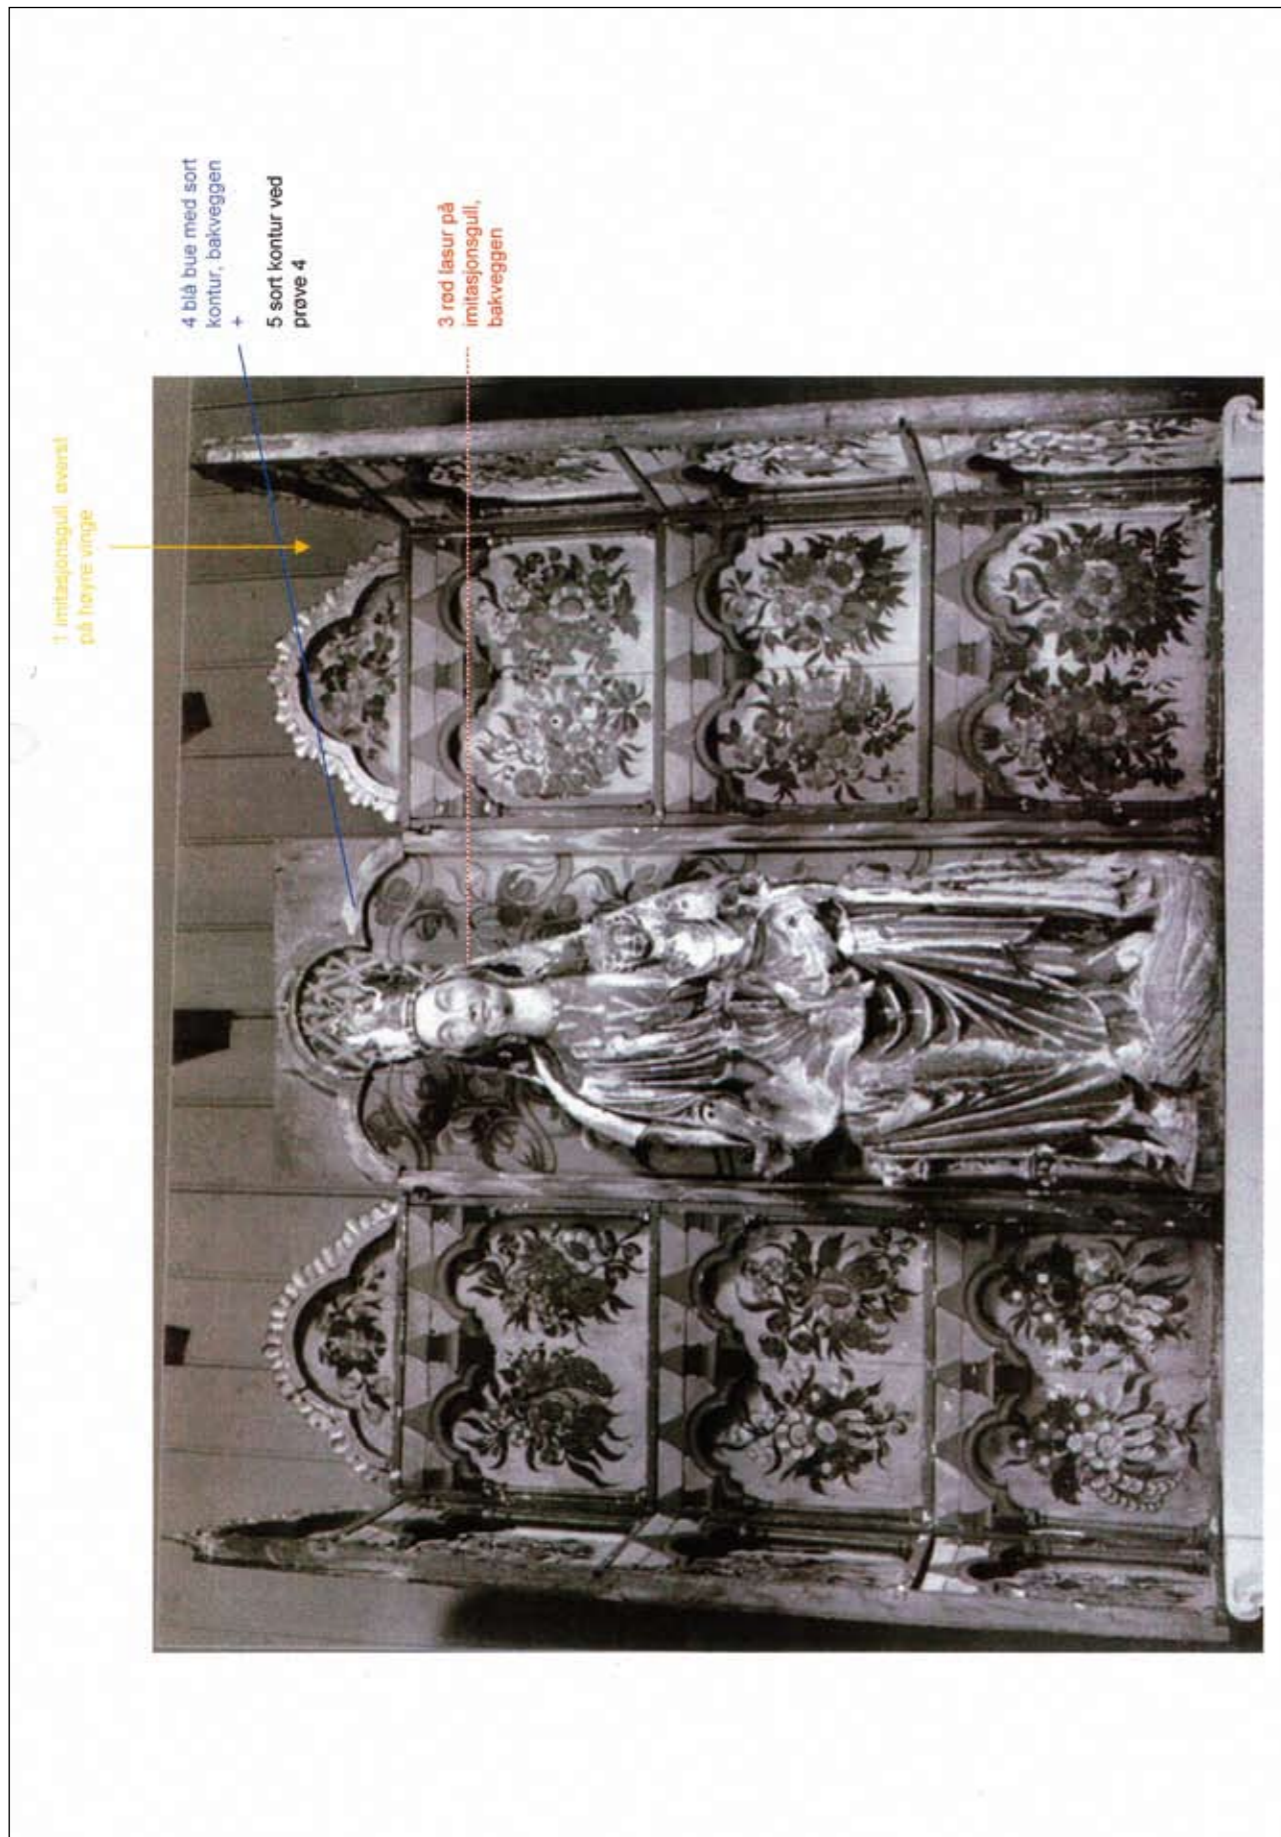 1 imitasjonsgull øverst
på høyre vinge
4 blå bue med sort
kontur, bakveggen
+
5 sort kontur ved
prøve 4
3 rød lasur på
imitasjonsgull,
bakveggen